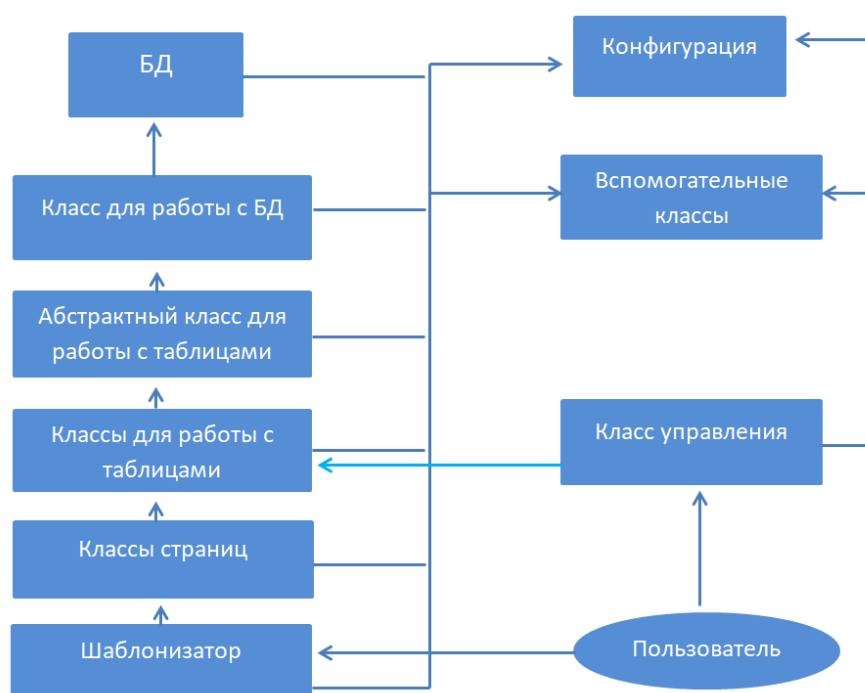 БД
Конфигурация
Класс для работы с БД
Вспомогательные
классы
Абстрактный класс для
работы с таблицами
Классы для работы с
таблицами
Класс управления
Классы страниц
Шаблонизатор
Пользователь